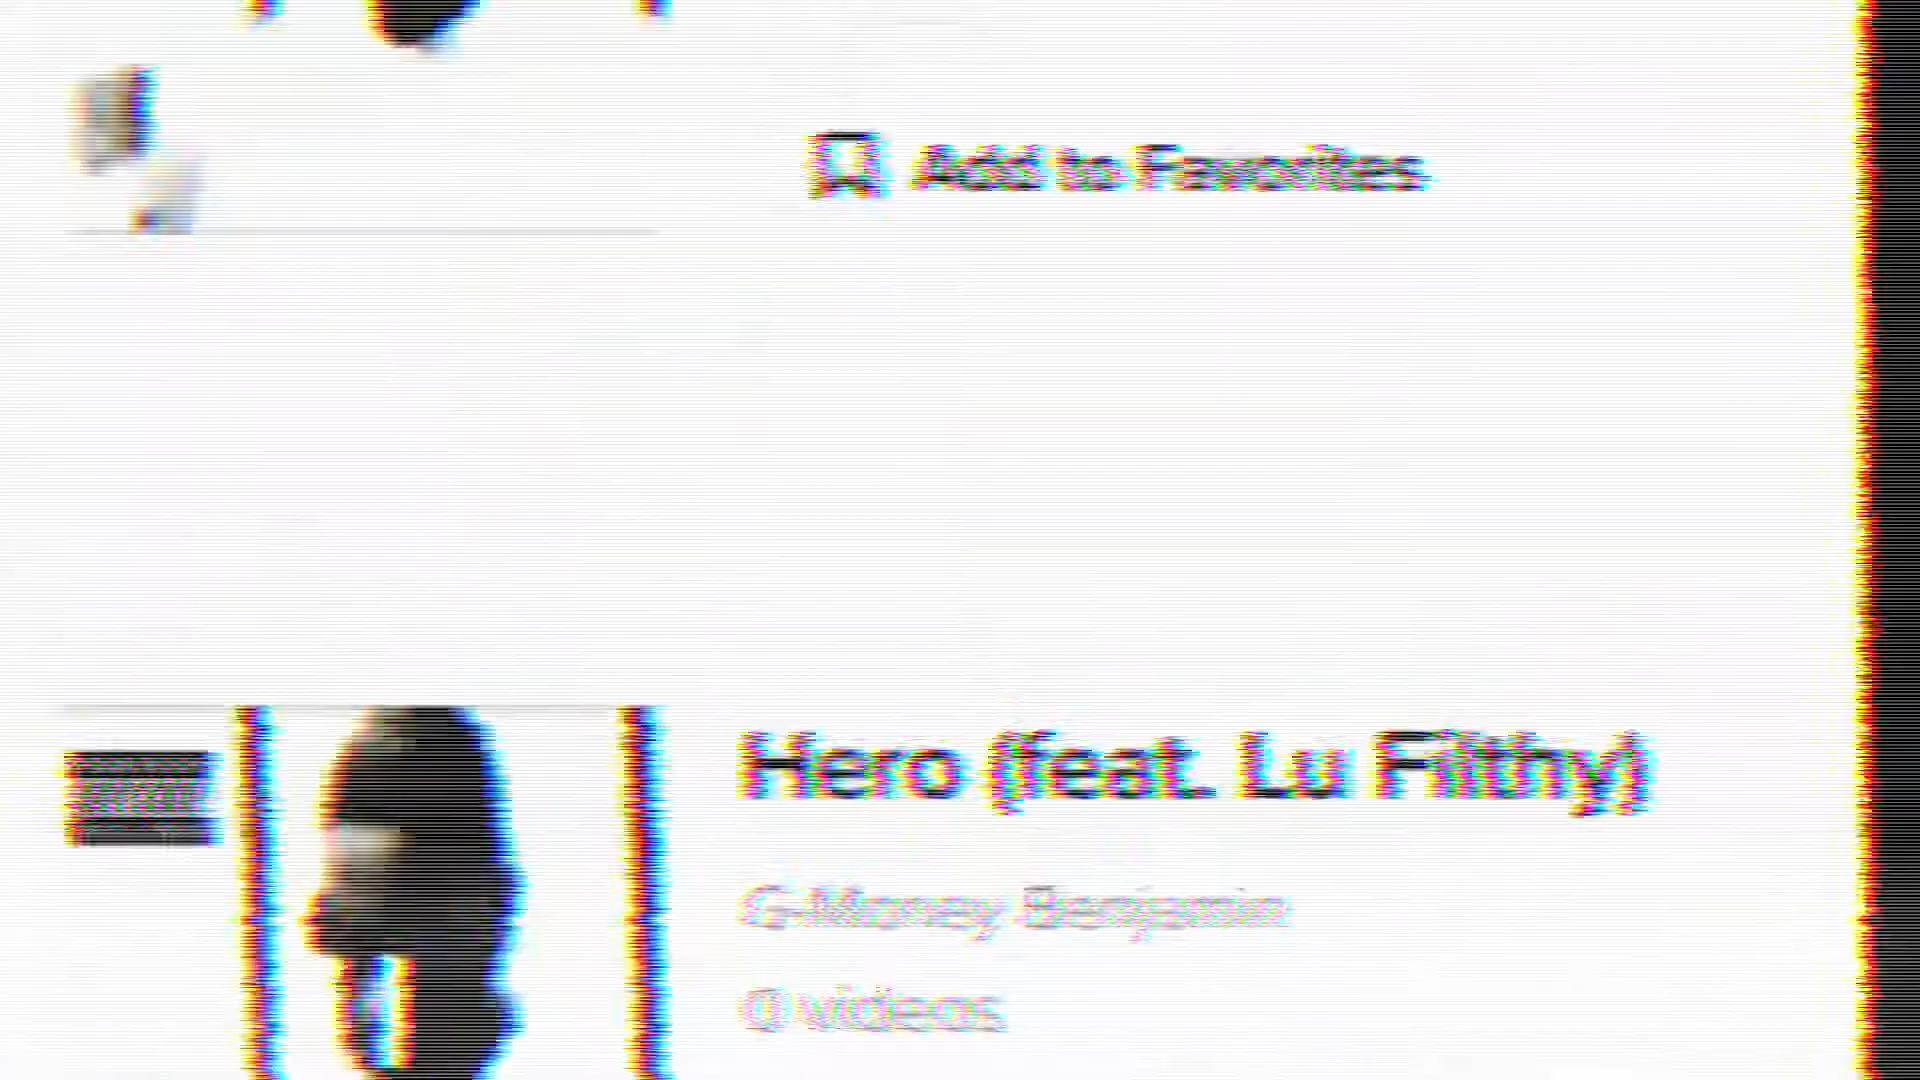 Add to Favorites
Hero (feat. Lu Filthy)
G-Money Benjamin
0 videos